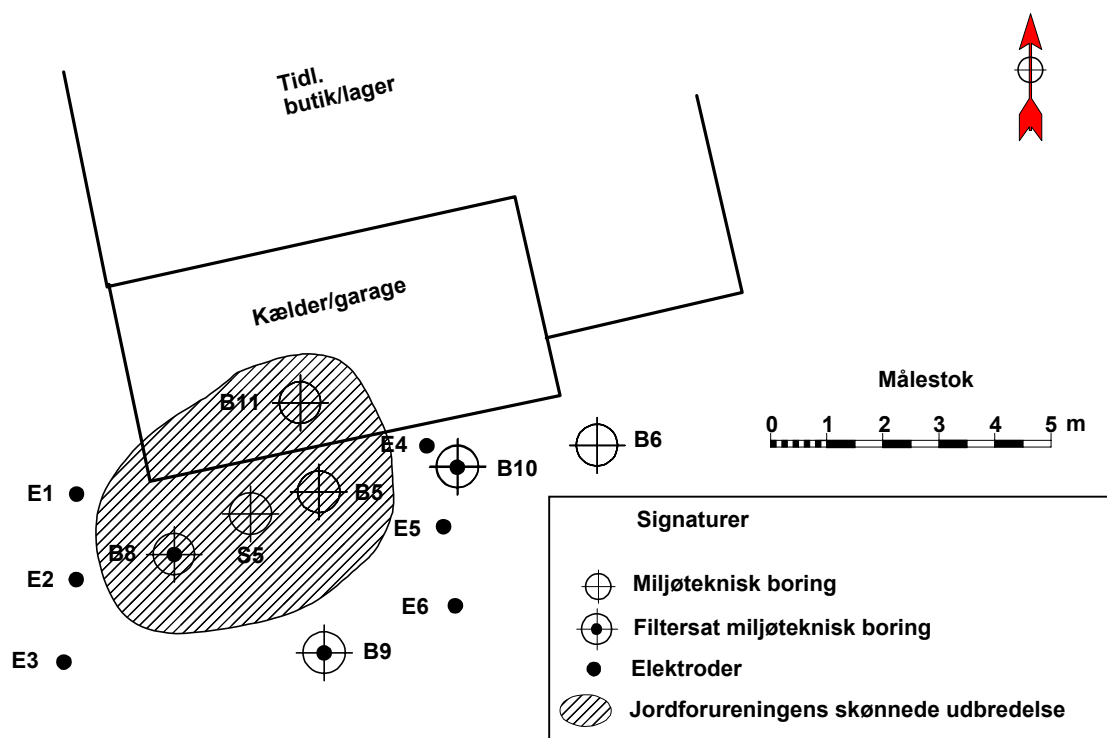 Tidl.
butik/lager
Kælder/garage
B11
E4
B10
B6
E1
B5
B8
S5
E5
E2
E6
E3
B9
Målestok
0 1 2 3 4 5 m
Signaturer
Miljøteknisk boring
Filtersat miljøteknisk boring
Elektroder
Jordforureningens skønnede udbredelse